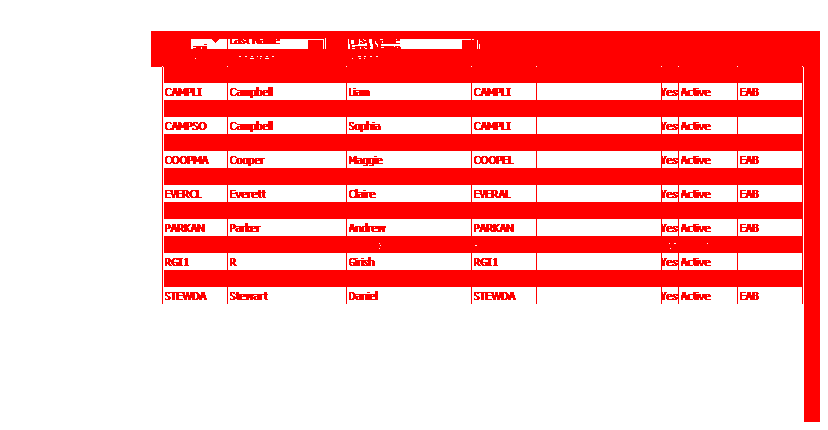 Last Name
CAMPLI Campbell Liam CAMPLI Yes Active EAB
CAMPSO Campbell Sophia CAMPLI Yes Active
COOPMA Cooper Maggie COOPEL Yes Active EAB
EVERCL Everett Claire EVERAL Yes Active EAB
PARKAN Parker Andrew PARKAN Yes Active EAB
RGI1 R Girish RGI1 Yes Active
STEWDA Stewart Daniel STEWDA Yes Active EAB